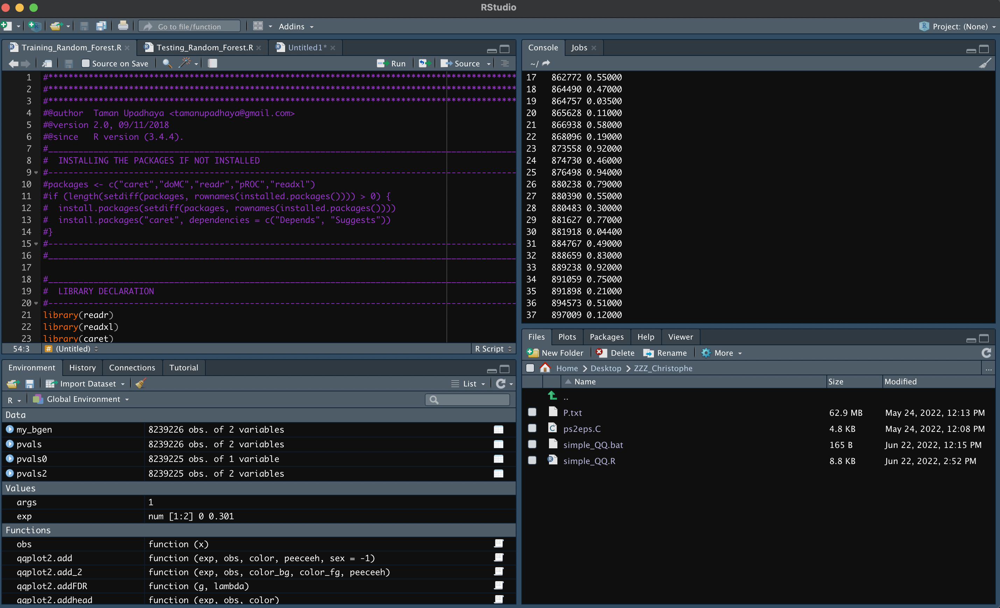 RStudio
Go to file/function
Addins
Project: (None)
Training_Random_Forest.R
Testing_Random_Forest.R
Untitled1*
Source on Save
Run
Source
1 #
2 #
3 #
4 #@author  Taman Upadhaya <tamanupadhaya@gmail.com>
5 #@version 2.0, 09/11/2018
6 #@since   R version (3.4.4).
7 #
8 #  INSTALLING THE PACKAGES IF NOT INSTALLED
9 #
10 #packages <- c("caret","doMC","readr","pROC","readxl")
11 #if (length(setdiff(packages, rownames(installed.packages()))) > 0) {
12 #  install.packages(setdiff(packages, rownames(installed.packages())))
13 #  install.packages("caret", dependencies = c("Depends", "Suggests"))
14 #}
15 #
16 #
17
18 #
19 #  LIBRARY DECLARATION
20 #
21 library(readr)
22 library(readxl)
23 library(caret)
54:3
# (Untitled)
R Script
Console
Jobs
~/
17 862772 0.55000
18 864490 0.47000
19 864757 0.03500
20 865628 0.11000
21 866938 0.58000
22 868096 0.19000
23 873558 0.92000
24 874730 0.46000
25 876498 0.94000
26 880238 0.79000
27 880390 0.55000
28 880483 0.30000
29 881627 0.77000
30 881918 0.04400
31 884767 0.49000
32 888659 0.83000
33 889238 0.92000
34 891059 0.75000
35 891898 0.21000
36 894573 0.51000
37 897009 0.12000
Environment
History
Connections
Tutorial
Import Dataset
List
R
Global Environment
Data
my_bgen 8239226 obs. of 2 variables
pvals 8239226 obs. of 2 variables
pvals0 8239225 obs. of 1 variable
pvals2 8239225 obs. of 2 variables
Values
args 1
exp num [1:2] 0 0.301
Functions
obs function (x)
qqplot2.add function (exp, obs, color, peeceeh, sex = -1)
qqplot2.add_2 function (exp, obs, color_bg, color_fg, peeceeh)
qqplot2.addFDR function (g, lambda)
qqplot2.addhead function (exp, obs, color)
Files
Plots
Packages
Help
Viewer
New Folder
Delete
Rename
More
Home
Desktop
ZZZ_Christophe
...
Name Size Modified
..
P.txt 62.9 MB May 24, 2022, 12:13 PM
C ps2eps.C 4.8 KB May 24, 2022, 12:08 PM
simple_QQ.bat 165 B Jun 22, 2022, 12:15 PM
R simple_QQ.R 8.8 KB Jun 22, 2022, 2:52 PM